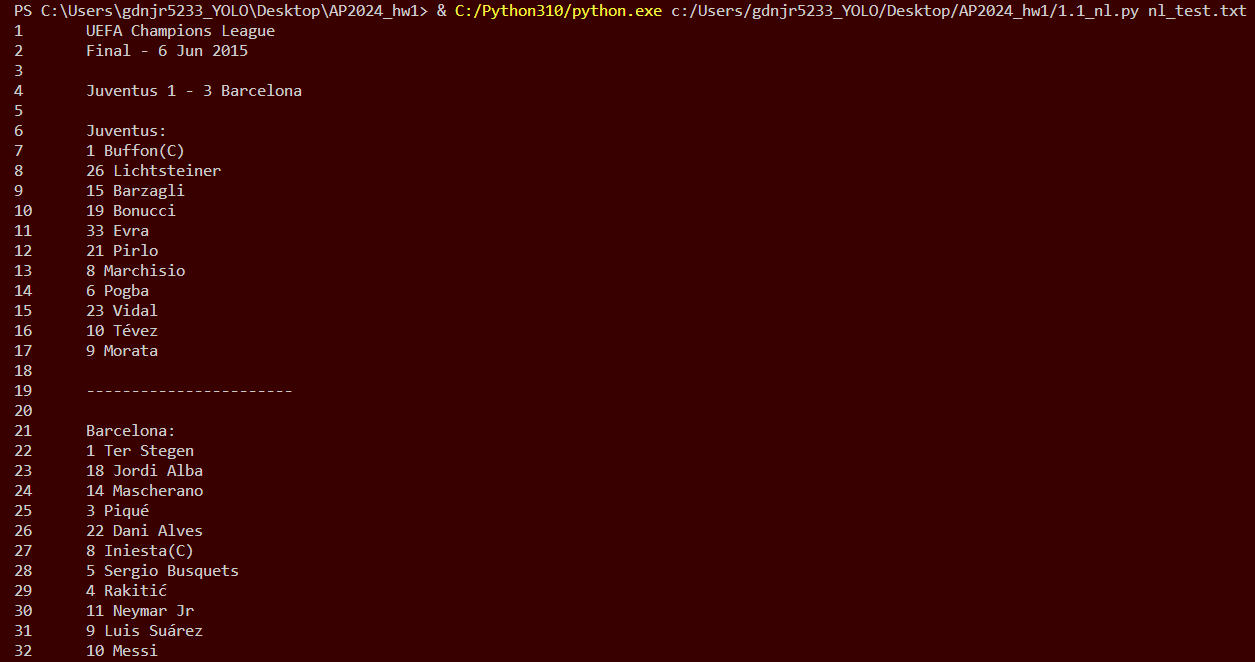 PS C:\Users\gdnjr5233_YOLO\Desktop\AP2024_hw1> & C:/Python310/python.exe c:/Users/gdnjr5233_YOLO/Desktop/AP2024_hw1/1.1_nl.py nl_test.txt
1 UEFA Champions League
2 Final - 6 Jun 2015
3
4 Juventus 1 - 3 Barcelona
5
6 Juventus:
7 1 Buffon(C)
8 26 Lichtsteiner
9 15 Barzagli
10 19 Bonucci
11 33 Evra
12 21 Pirlo
13 8 Marchisio
14 6 Pogba
15 23 Vidal
16 10 Tévez
17 9 Morata
18
19 -----------------------
20
21 Barcelona:
22 1 Ter Stegen
23 18 Jordi Alba
24 14 Mascherano
25 3 Piqué
26 22 Dani Alves
27 8 Iniesta(C)
28 5 Sergio Busquets
29 4 Rakitić
30 11 Neymar Jr
31 9 Luis Suárez
32 10 Messi